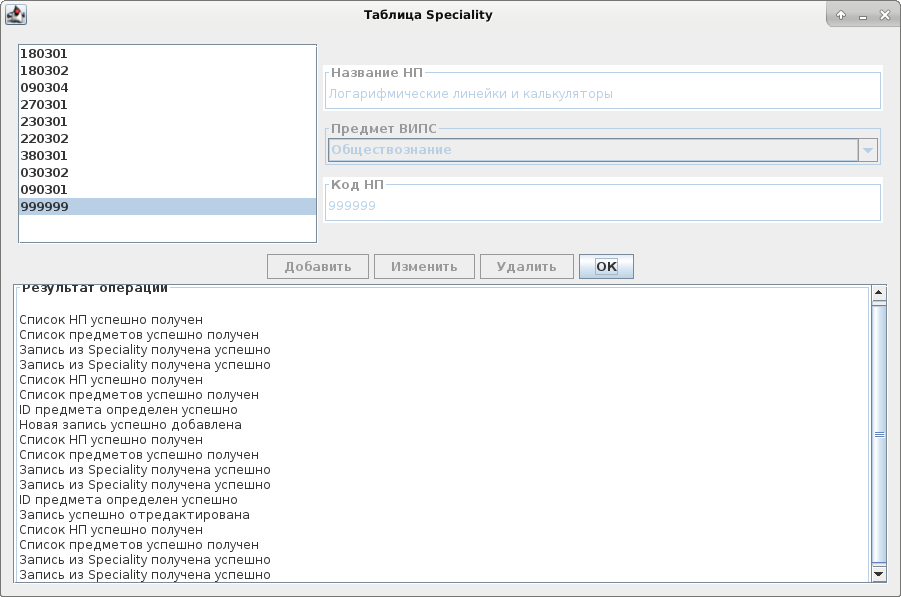 Таблица Speciality
180301
180302
090304
270301
230301
220302
380301
030302
090301
999999
Название НП
Логарифмические линейки и калькуляторы
Предмет ВИПС
Обществознание
Код НП
999999
Добавить
Изменить
Удалить
OK
Результат операции
Список НП успешно получен
Список предметов успешно получен
Запись из Speciality получена успешно
Запись из Speciality получена успешно
Список НП успешно получен
Список предметов успешно получен
ID предмета определен успешно
Новая запись успешно добавлена
Список НП успешно получен
Список предметов успешно получен
Запись из Speciality получена успешно
Запись из Speciality получена успешно
ID предмета определен успешно
Запись успешно отредактирована
Список НП успешно получен
Список предметов успешно получен
Запись из Speciality получена успешно
Запись из Speciality получена успешно